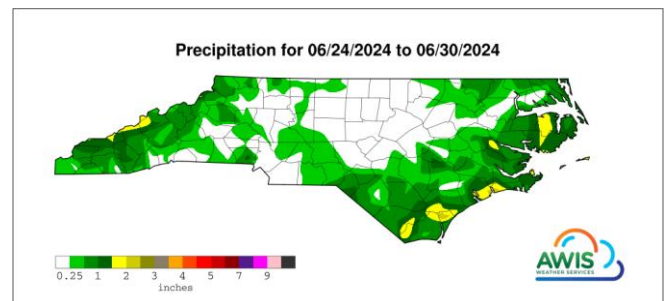 Precipitation for 06/24/2024 to 06/30/2024
0.25 1 2 3 4 5 7 9
inches
AWIS
WEATHER SERVICES